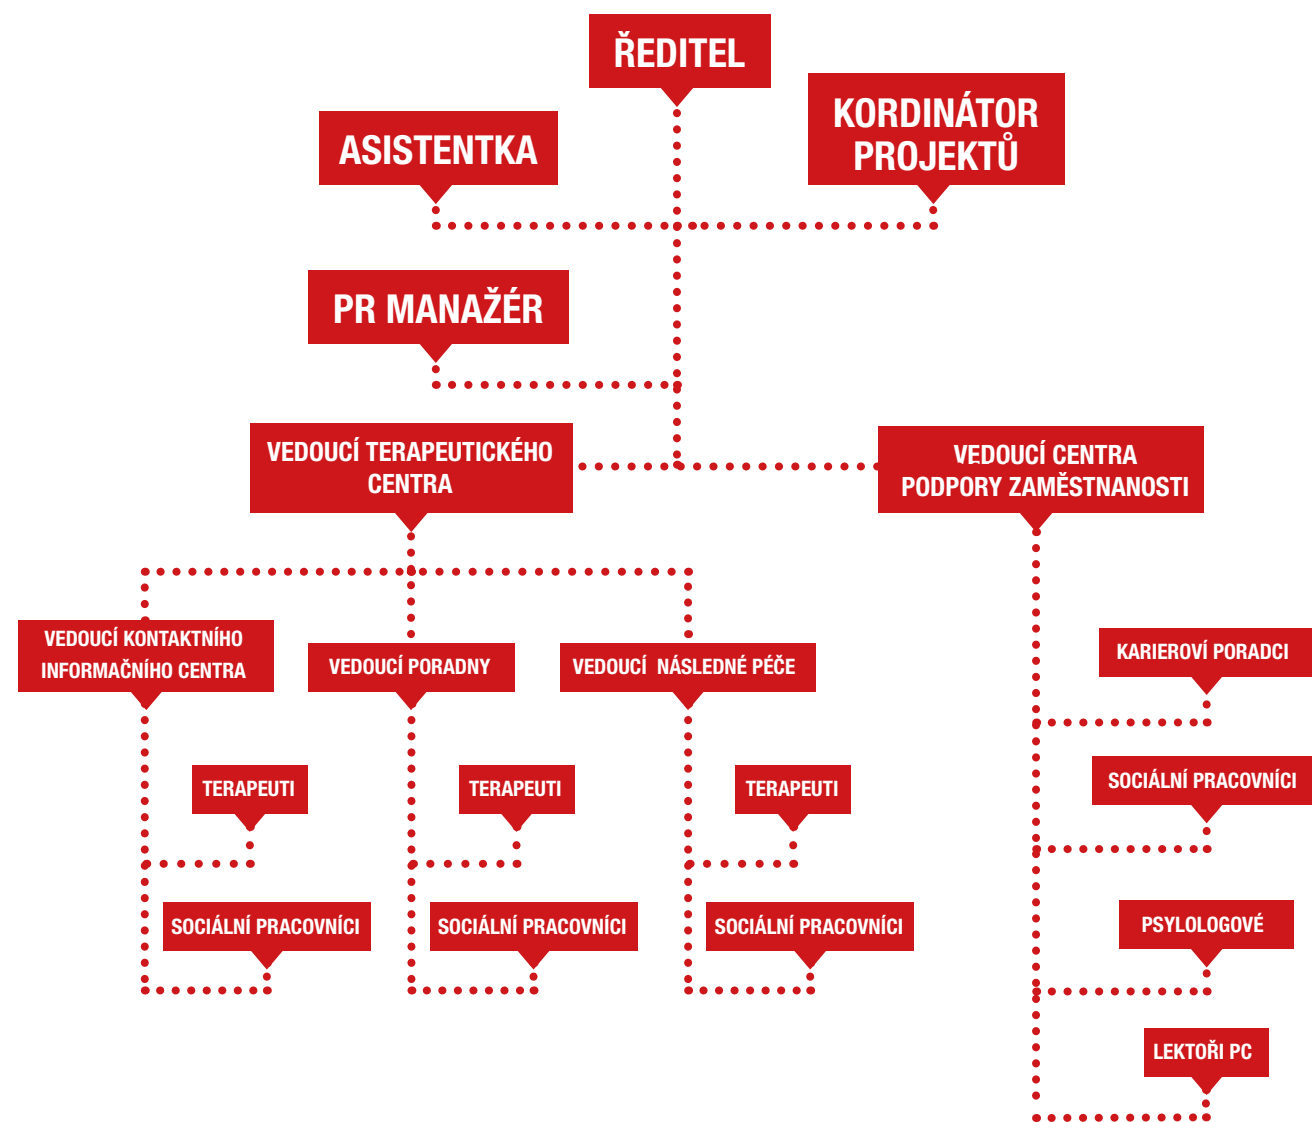 ŘEDITEL
ASISTENTKA
KORDINÁTOR
PROJEKTŮ
PR MANAŽÉR
VEDOUCÍ TERAPEUTICKÉHO
CENTRA
VEDOUCÍ CENTRA
PODPORY ZAMĚSTNANOSTI
VEDOUCÍ KONTAKTNÍHO
INFORMAČNÍHO CENTRA
VEDOUCÍ PORADNY
VEDOUCÍ NÁSLEDNÉ PÉČE
KARIEROVÍ PORADCI
TERAPEUTI
TERAPEUTI
TERAPEUTI
SOCIÁLNÍ PRACOVNÍCI
SOCIÁLNÍ PRACOVNÍCI
SOCIÁLNÍ PRACOVNÍCI
SOCIÁLNÍ PRACOVNÍCI
PSYLOLOGOVÉ
LEKTOŘI PC